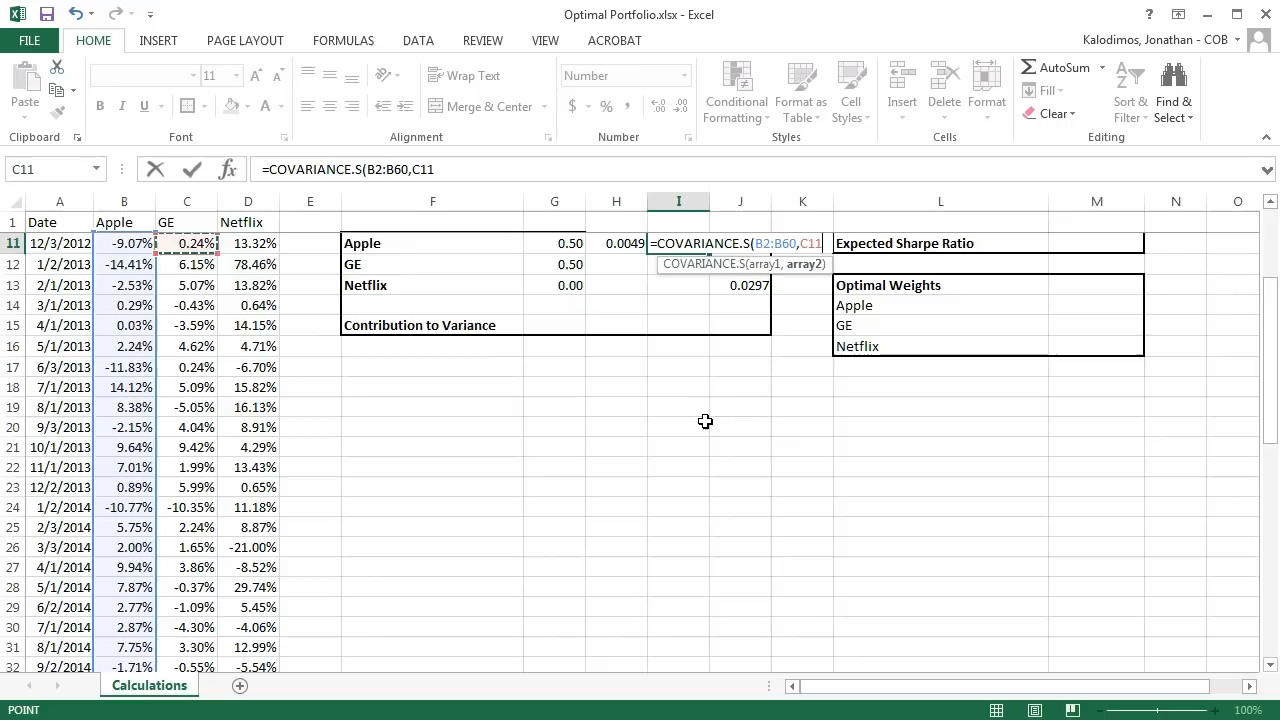 Optimal Portfolio.xlsx - Excel
FILE HOME INSERT PAGE LAYOUT FORMULAS DATA REVIEW VIEW ACROBAT Kalodimos, Jonathan - COB
Paste 11 A A Wrap Text Number AutoSum
B I U A Merge & Center $ % , Conditional Formatting Format as Table Cell Styles Insert Delete Format Fill Sort & Filter Find & Select
Clear
Clipboard Font Alignment Number Styles Cells Editing
C11 fx =COVARIANCE.S(B2:B60,C11
A B C D E F G H I J K L M N O
1 Date Apple GE Netflix
11 12/3/2012 -9.07% 0.24% 13.32% Apple 0.50 0.0049 =COVARIANCE.S(B2:B60,C11 Expected Sharpe Ratio
12 1/2/2013 -14.41% 6.15% 78.46% GE 0.50 COVARIANCE.S(array1, array2)
13 2/1/2013 -2.53% 5.07% 13.82% Netflix 0.00 0.0297 Optimal Weights
14 3/1/2013 0.29% -0.43% 0.64% Apple
15 4/1/2013 0.03% -3.59% 14.15% Contribution to Variance GE
16 5/1/2013 2.24% 4.62% 4.71% Netflix
17 6/3/2013 -11.83% 0.24% -6.70%
18 7/1/2013 14.12% 5.09% 15.82%
19 8/1/2013 8.38% -5.05% 16.13%
20 9/3/2013 -2.15% 4.04% 8.91%
21 10/1/2013 9.64% 9.42% 4.29%
22 11/1/2013 7.01% 1.99% 13.43%
23 12/2/2013 0.89% 5.99% 0.65%
24 1/2/2014 -10.77% -10.35% 11.18%
25 2/3/2014 5.75% 2.24% 8.87%
26 3/3/2014 2.00% 1.65% -21.00%
27 4/1/2014 9.94% 3.86% -8.52%
28 5/1/2014 7.87% -0.37% 29.74%
29 6/2/2014 2.77% -1.09% 5.45%
30 7/1/2014 2.87% -4.30% -4.06%
31 8/1/2014 7.75% 3.30% 12.99%
32 9/2/2014 -1.71% -0.55% -5.54%
Calculations
POINT 100%